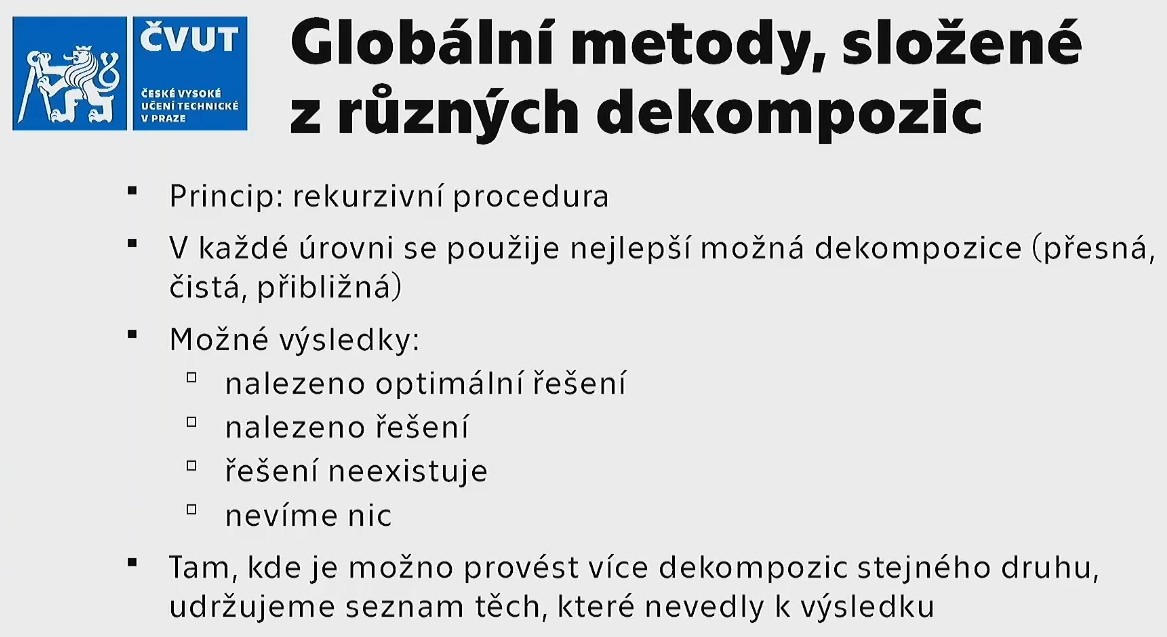 ČVUT
ČESKÉ VYSOKÉ
UČENÍ TECHNICKÉ
V PRAZE
Globální metody, složené
z různých dekompozic
Princip: rekurzivní procedura
V každé úrovni se použije nejlepší možná dekompozice (přesná,
čistá, přibližná)
Možné výsledky:
nalezeno optimální řešení
nalezeno řešení
řešení neexistuje
nevíme nic
Tam, kde je možno provést více dekompozic stejného druhu,
udržujeme seznam těch, které nevedly k výsledku